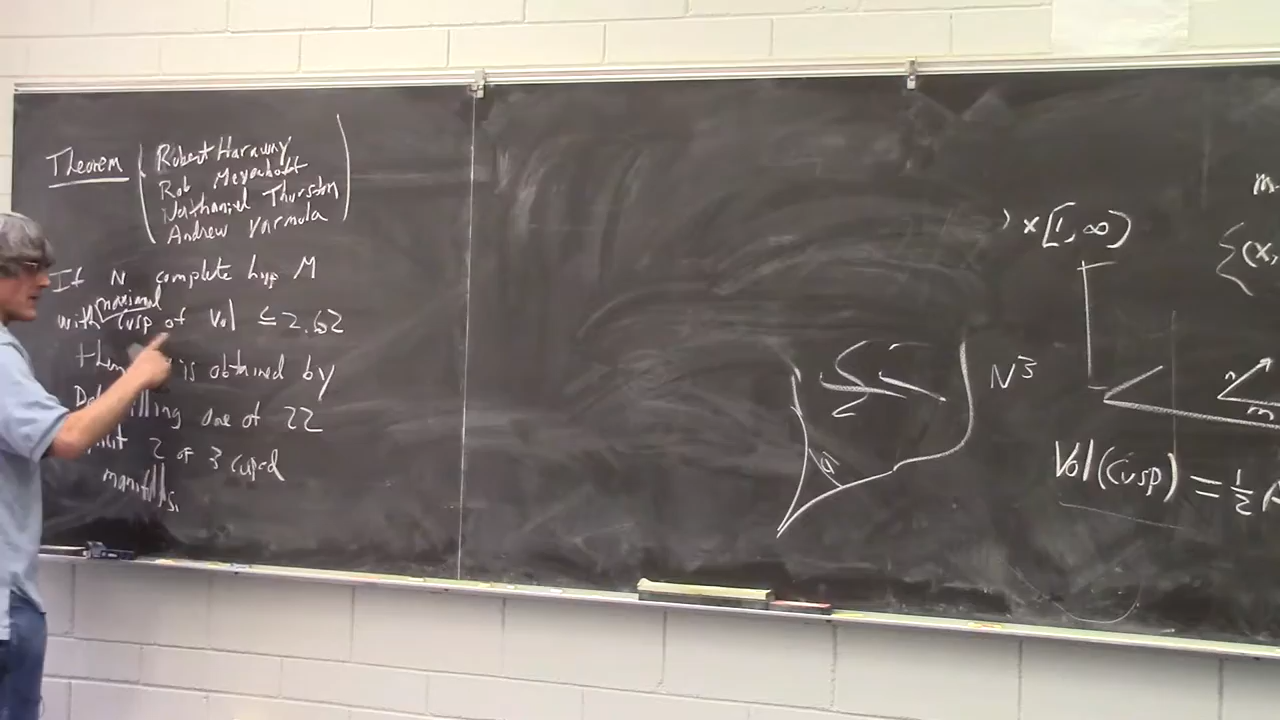 Theorem
Robert Haraway
Rob Meyerhoff
Nathaniel Thurston
Andrew Yarmola
If N complete hyp M
maximal
with cusp of Vol ≤ 2.62
is obtained by
filling one of 22
2 or 3 cusped
manifolds.
) × [1, ∞)
N³
m
{(x,
n
m
Vol(cusp) = 1/2 A